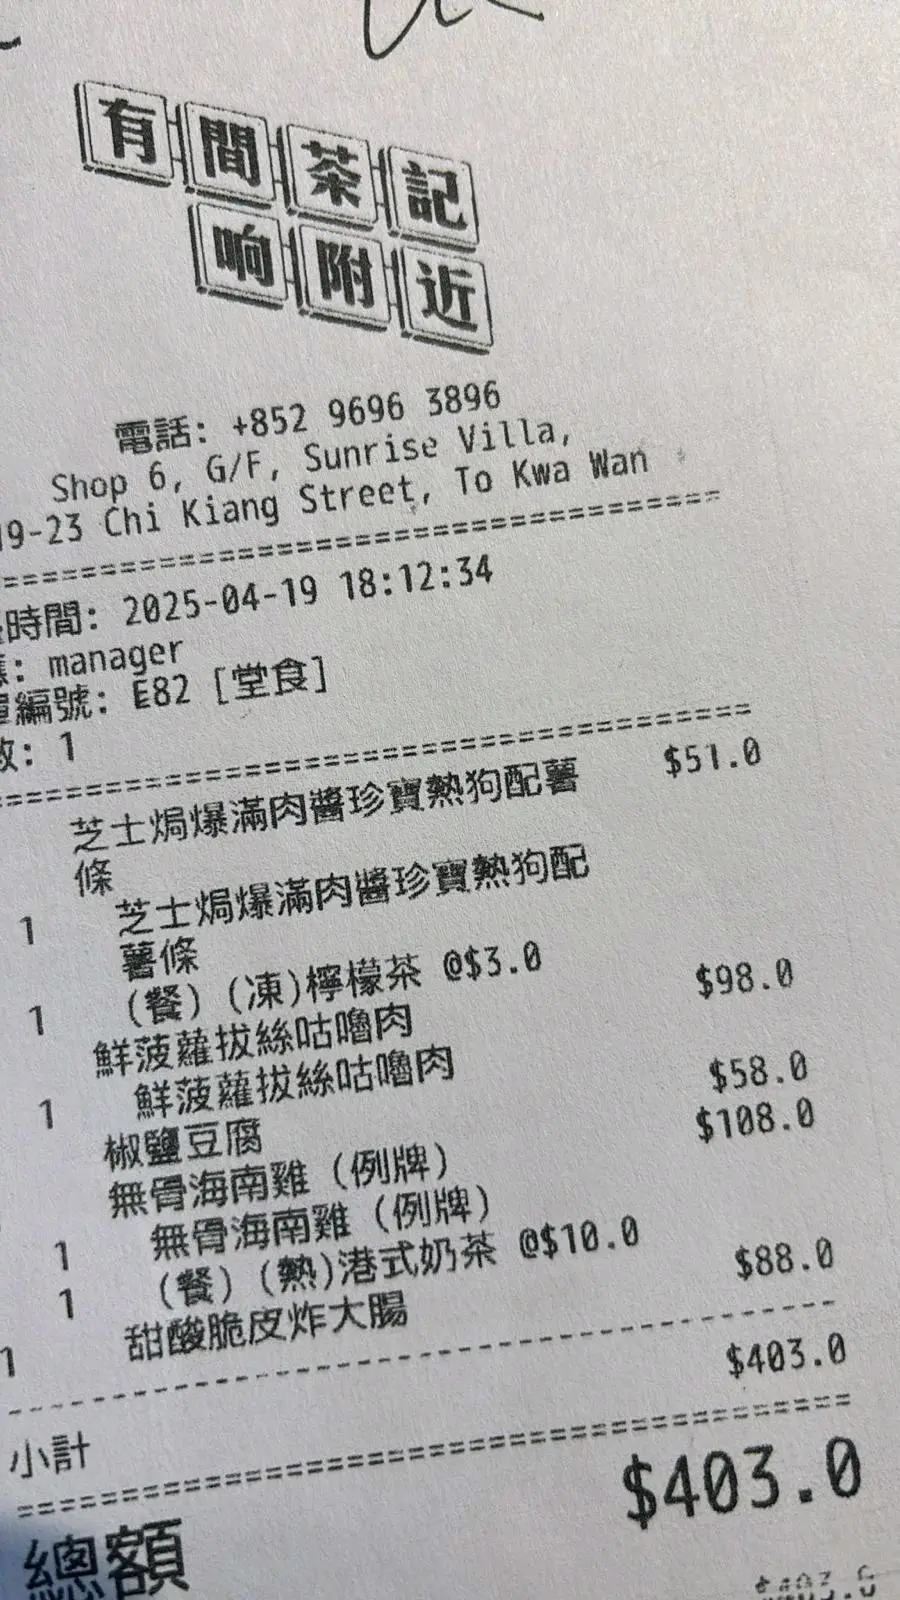 有間茶記
响附近
電話: +852 9696 3896
Shop 6, G/F, Sunrise Villa,
19-23 Chi Kiang Street, To Kwa Wan
時間: 2025-04-19 18:12:34
: manager
編號: E82 [堂食]
數: 1
芝士焗爆滿肉醬珍寶熱狗配薯 $51.0
條
1 芝士焗爆滿肉醬珍寶熱狗配
薯條
1 (餐) (凍)檸檬茶 @$3.0
鮮菠蘿拔絲咕嚕肉 $98.0
1 鮮菠蘿拔絲咕嚕肉
椒鹽豆腐 $58.0
無骨海南雞 (例牌) $108.0
1 無骨海南雞 (例牌)
1 (餐) (熱)港式奶茶 @$10.0
1 甜酸脆皮炸大腸 $88.0
小計 $403.0
總額 $403.0